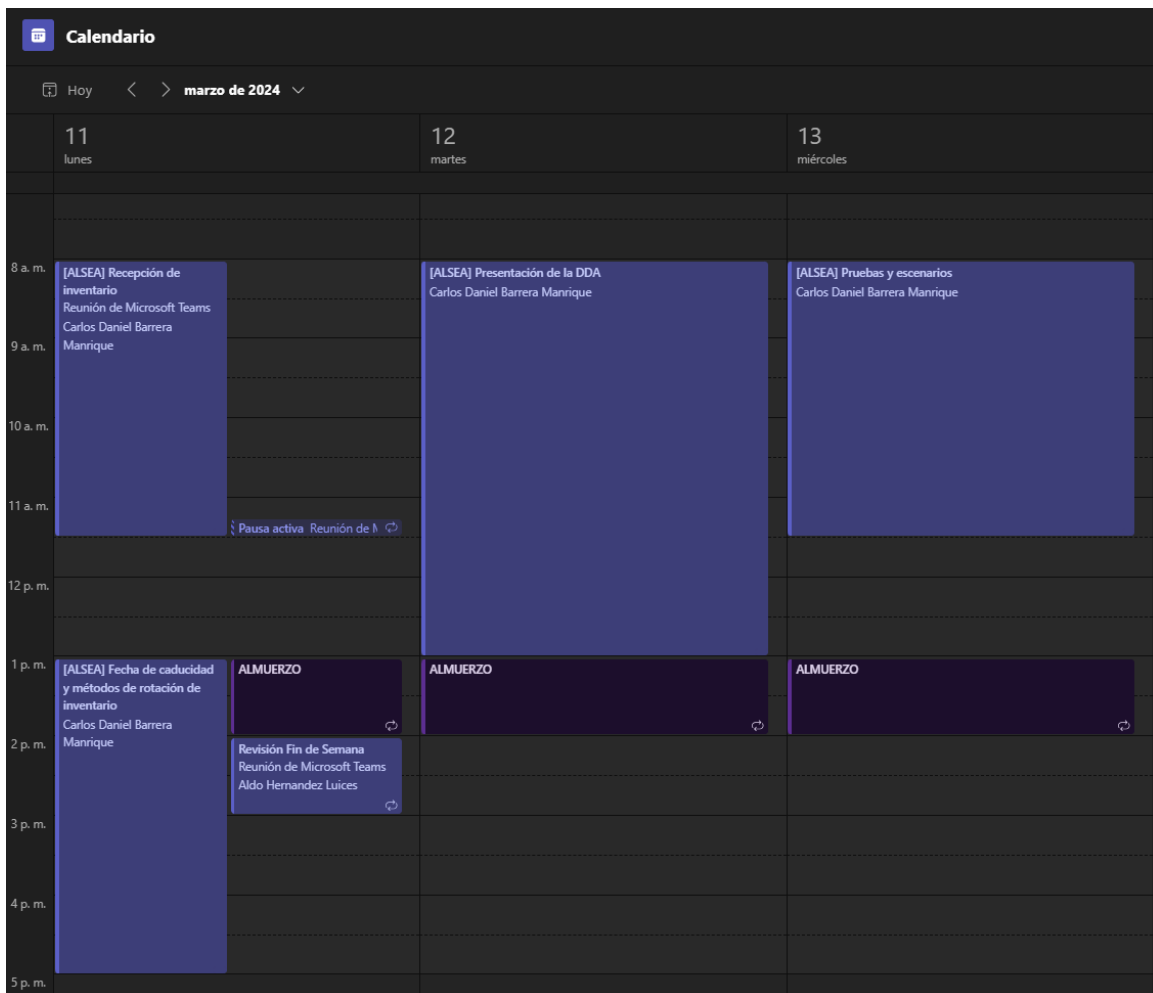 Calendario
Hoy
marzo de 2024
11
lunes
12
martes
13
miércoles
8 a. m.
9 a. m.
10 a. m.
11 a. m.
12 p. m.
1 p. m.
2 p. m.
3 p. m.
4 p. m.
5 p. m.
[ALSEA] Recepción de
inventario
Reunión de Microsoft Teams
Carlos Daniel Barrera
Manrique
Pausa activa Reunión de
[ALSEA] Fecha de caducidad
y métodos de rotación de
inventario
Carlos Daniel Barrera
Manrique
ALMUERZO
Revisión Fin de Semana
Reunión de Microsoft Teams
Aldo Hernandez Luices
[ALSEA] Presentación de la DDA
Carlos Daniel Barrera Manrique
ALMUERZO
[ALSEA] Pruebas y escenarios
Carlos Daniel Barrera Manrique
ALMUERZO